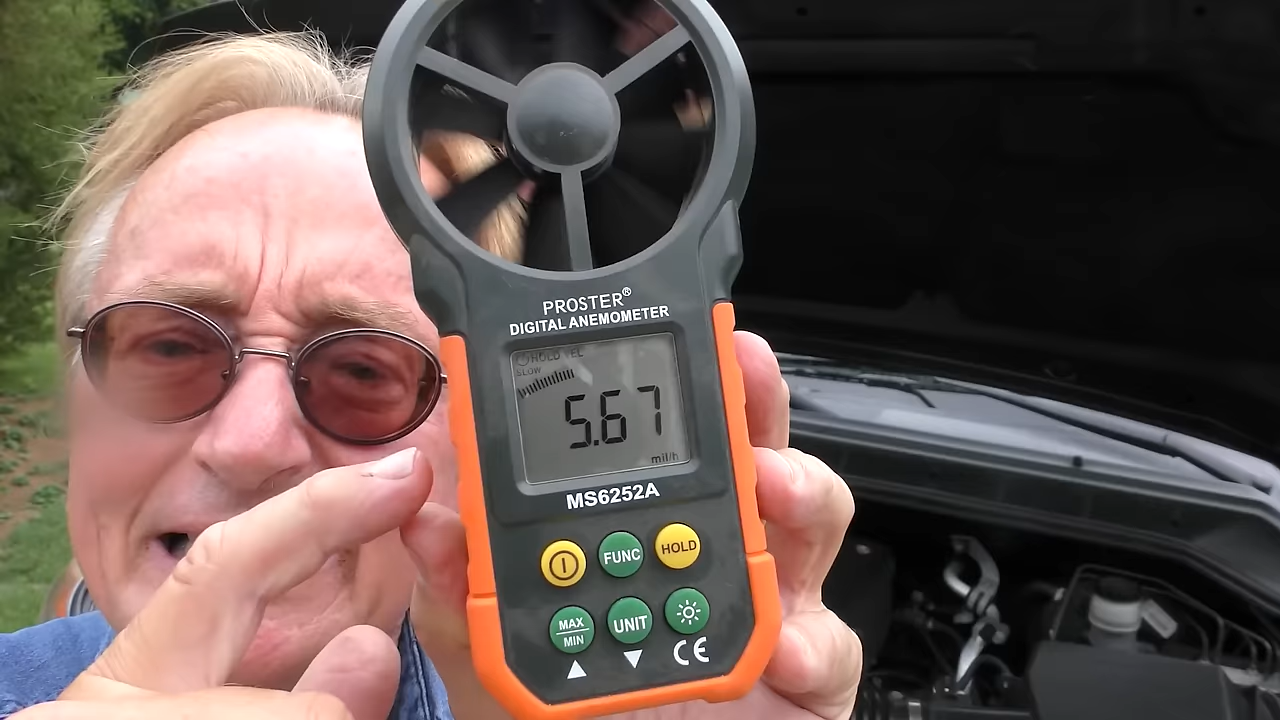 PROSTER®
DIGITAL ANEMOMETER
HOLD VEL
SLOW
5.67
mil/h
MS6252A
FUNC
HOLD
MAX
MIN
UNIT
CE